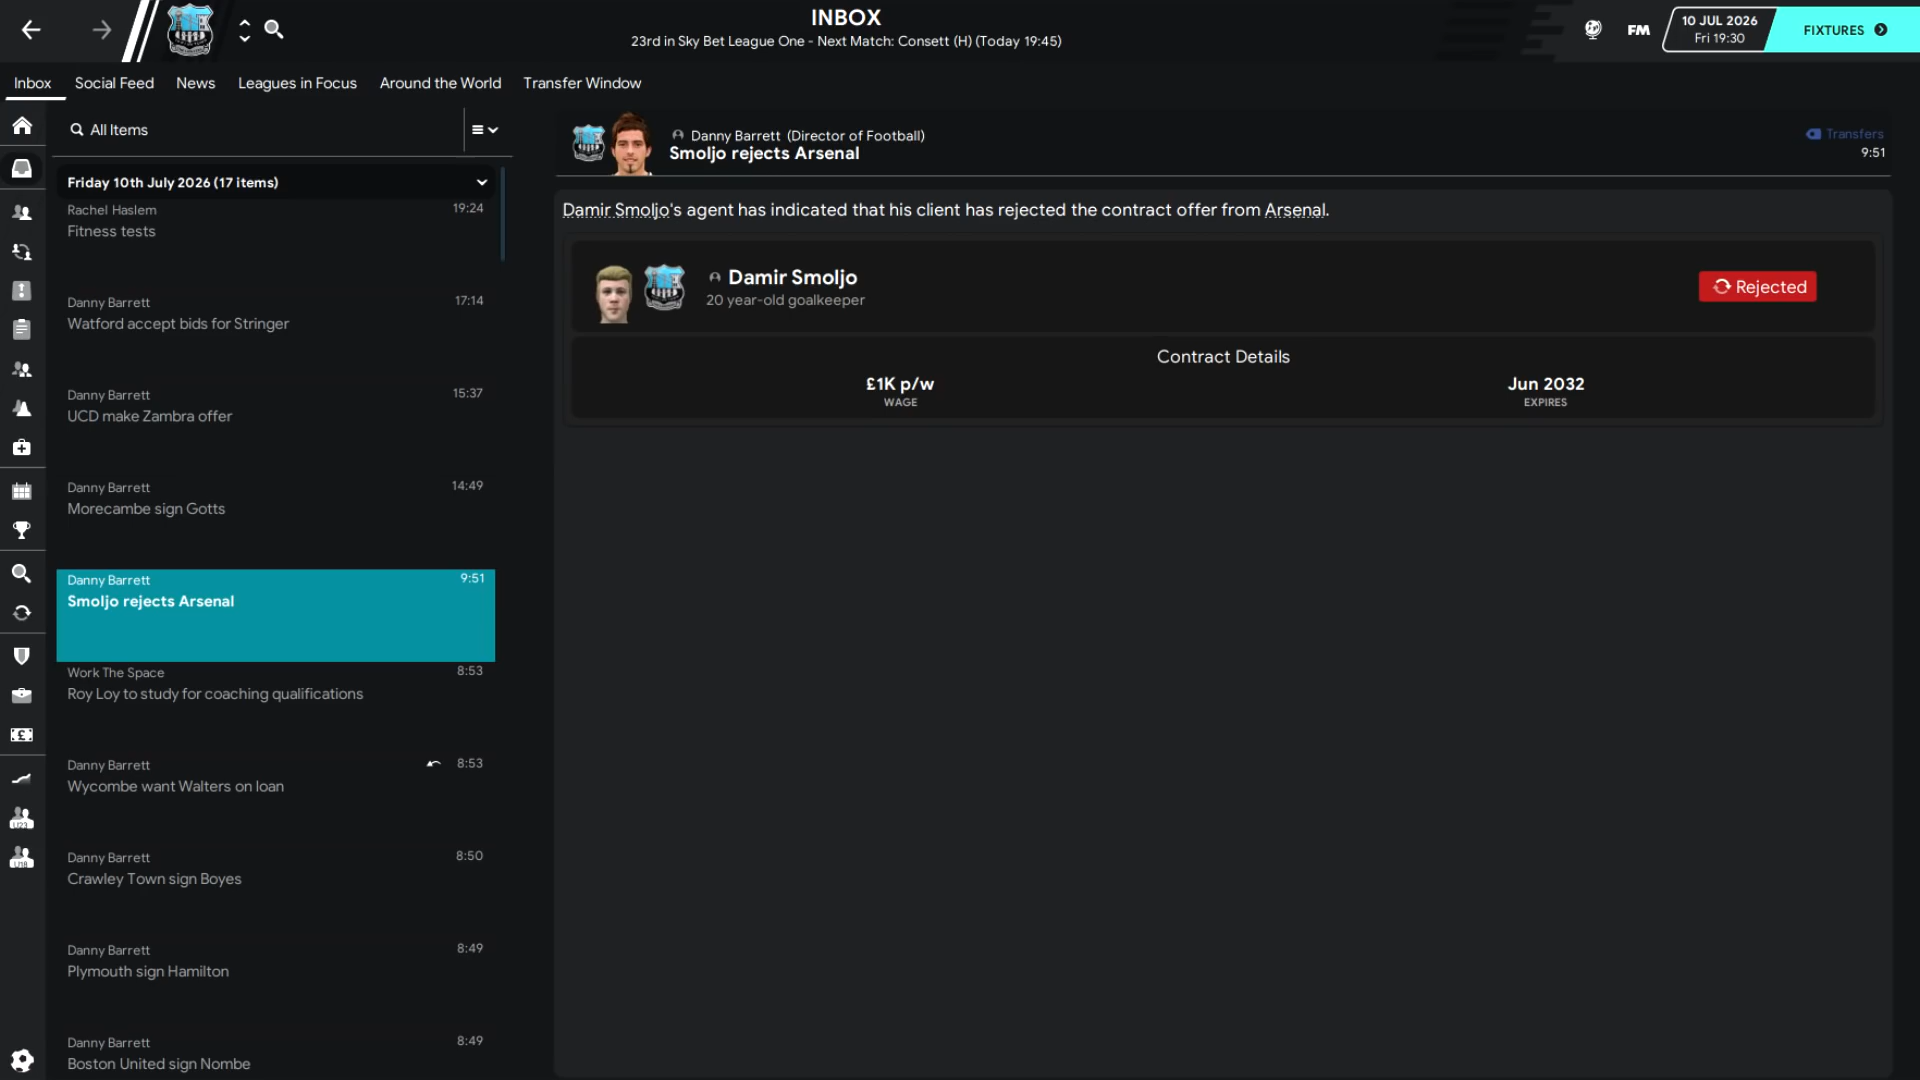 INBOX
23rd in Sky Bet League One - Next Match: Consett (H) (Today 19:45)
FM
10 JUL 2026
Fri 19:30
FIXTURES
Inbox
Social Feed
News
Leagues in Focus
Around the World
Transfer Window
All Items
Friday 10th July 2026 (17 items)
Rachel Haslem 19:24
Fitness tests
Danny Barrett 17:14
Watford accept bids for Stringer
Danny Barrett 15:37
UCD make Zambra offer
Danny Barrett 14:49
Morecambe sign Gotts
Danny Barrett 9:51
Smoljo rejects Arsenal
Work The Space 8:53
Roy Loy to study for coaching qualifications
Danny Barrett 8:53
Wycombe want Walters on loan
Danny Barrett 8:50
Crawley Town sign Boyes
Danny Barrett 8:49
Plymouth sign Hamilton
Danny Barrett 8:49
Boston United sign Nombe
Danny Barrett (Director of Football)
Smoljo rejects Arsenal
Transfers
9:51
Damir Smoljo's agent has indicated that his client has rejected the contract offer from Arsenal.
Damir Smoljo
20 year-old goalkeeper
Rejected
Contract Details
£1K p/w
WAGE
Jun 2032
EXPIRES
U23
U18